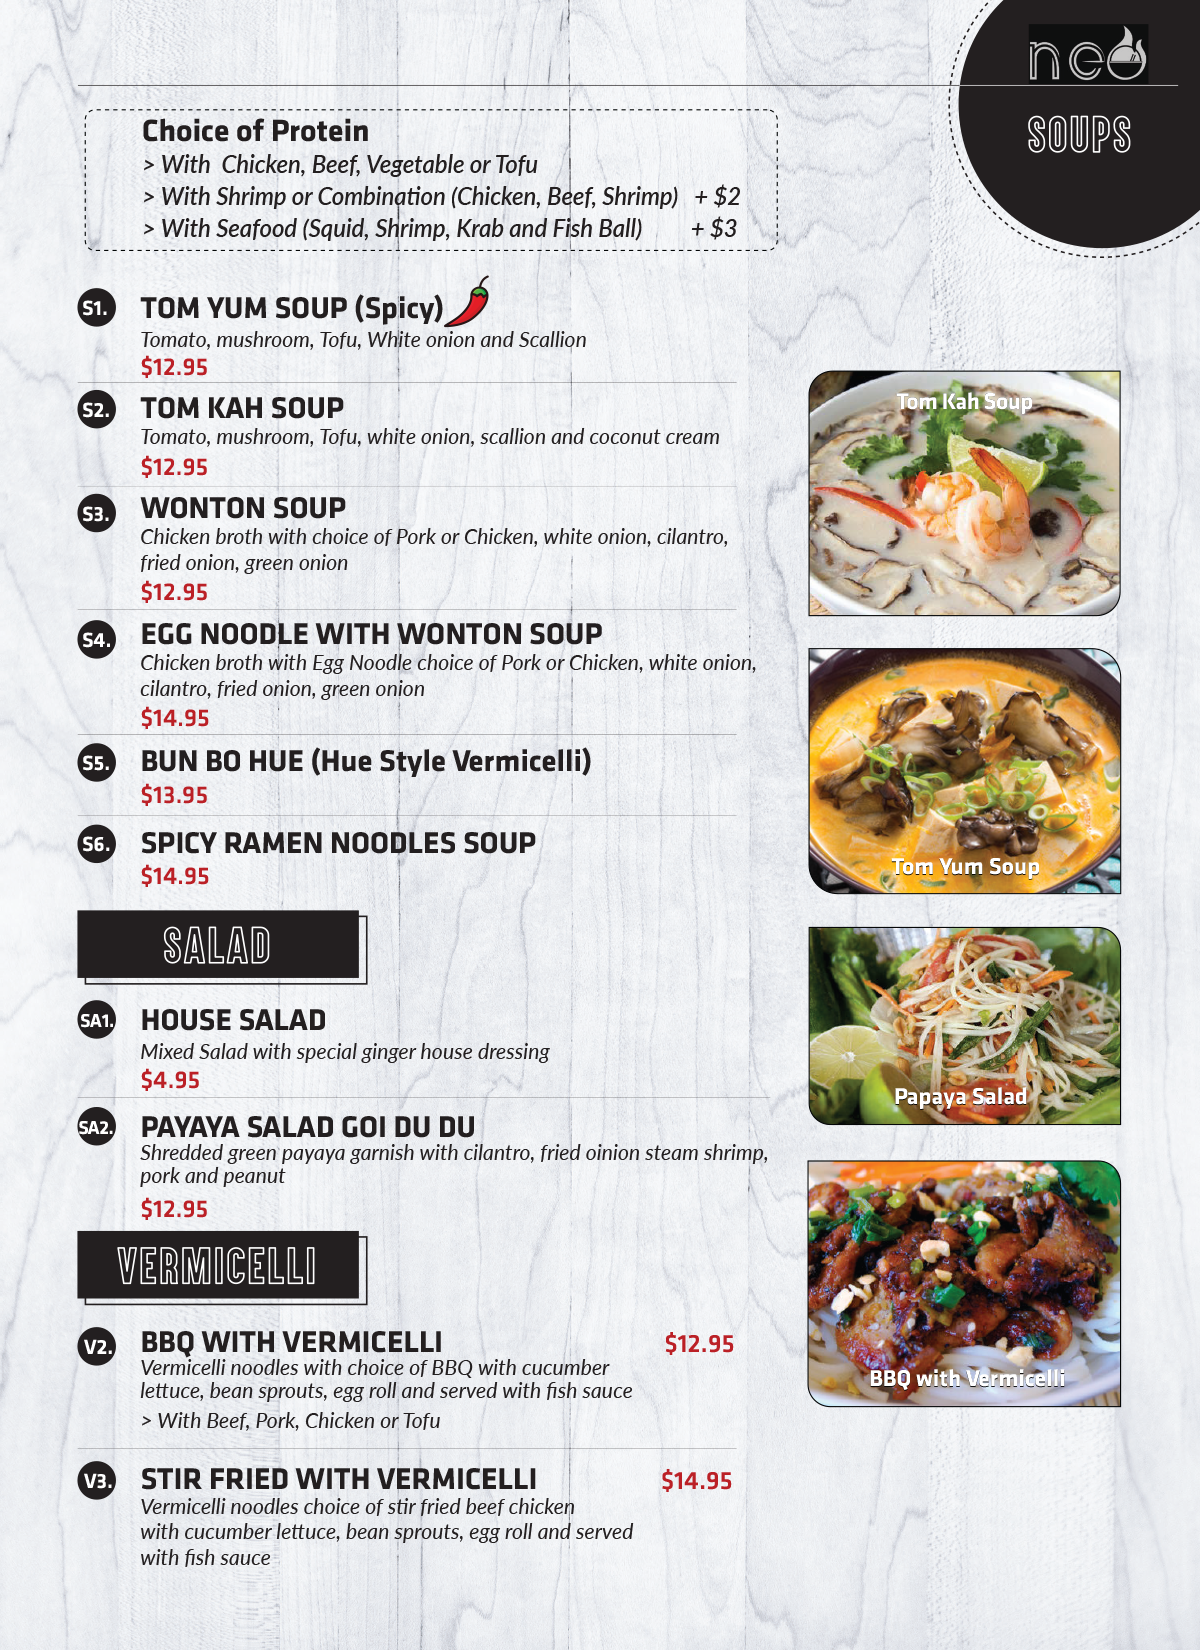 neo
SOUPS
Choice of Protein
> With Chicken, Beef, Vegetable or Tofu
> With Shrimp or Combination (Chicken, Beef, Shrimp) + $2
> With Seafood (Squid, Shrimp, Krab and Fish Ball) + $3
S1. TOM YUM SOUP (Spicy)
Tomato, mushroom, Tofu, White onion and Scallion
$12.95
S2. TOM KAH SOUP
Tomato, mushroom, Tofu, white onion, scallion and coconut cream
$12.95
S3. WONTON SOUP
Chicken broth with choice of Pork or Chicken, white onion, cilantro,
fried onion, green onion
$12.95
S4. EGG NOODLE WITH WONTON SOUP
Chicken broth with Egg Noodle choice of Pork or Chicken, white onion,
cilantro, fried onion, green onion
$14.95
S5. BUN BO HUE (Hue Style Vermicelli)
$13.95
S6. SPICY RAMEN NOODLES SOUP
$14.95
SALAD
SA1. HOUSE SALAD
Mixed Salad with special ginger house dressing
$4.95
SA2. PAYAYA SALAD GOI DU DU
Shredded green payaya garnish with cilantro, fried oinion steam shrimp,
pork and peanut
$12.95
VERMICELLI
V2. BBQ WITH VERMICELLI $12.95
Vermicelli noodles with choice of BBQ with cucumber
lettuce, bean sprouts, egg roll and served with fish sauce
> With Beef, Pork, Chicken or Tofu
V3. STIR FRIED WITH VERMICELLI $14.95
Vermicelli noodles choice of stir fried beef chicken
with cucumber lettuce, bean sprouts, egg roll and served
with fish sauce
Tom Kah Soup
Tom Yum Soup
Papaya Salad
BBQ with Vermicelli